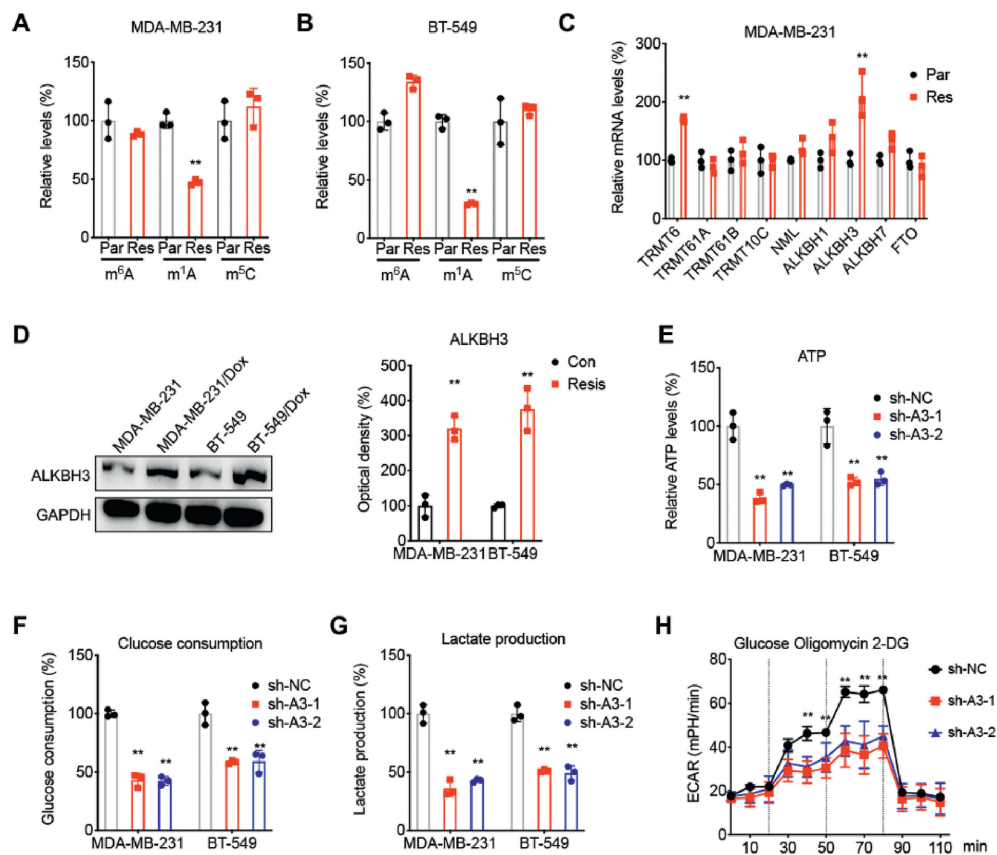 A
MDA-MB-231
Relative levels (%)
150
100
50
0
Par Res Par Res Par Res
m⁶A m¹A m⁵C
**
B
BT-549
Relative levels (%)
150
100
50
0
Par Res Par Res Par Res
m⁶A m¹A m⁵C
**
C
MDA-MB-231
Relative mRNA levels (%)
300
200
100
0
** **
Par
Res
TRMT6
TRMT61A
TRMT61B
TRMT10C
NML
ALKBH1
ALKBH3
ALKBH7
FTO
D
MDA-MB-231
MDA-MB-231/Dox
BT-549
BT-549/Dox
ALKBH3
GAPDH
ALKBH3
Optical density (%)
500
400
300
200
100
0
** **
Con
Resis
MDA-MB-231 BT-549
E
ATP
Relative ATP levels (%)
150
100
50
0
** ** ** **
sh-NC
sh-A3-1
sh-A3-2
MDA-MB-231 BT-549
F
Clucose consumption
Glucose consumption (%)
150
100
50
0
** ** ** **
sh-NC
sh-A3-1
sh-A3-2
MDA-MB-231 BT-549
G
Lactate production
Lactate production (%)
150
100
50
0
** ** ** **
sh-NC
sh-A3-1
sh-A3-2
MDA-MB-231 BT-549
H
Glucose Oligomycin 2-DG
ECAR (mPH/min)
80
60
40
20
0
** ** ** ** **
sh-NC
sh-A3-1
sh-A3-2
10 30 50 70 90 110 min